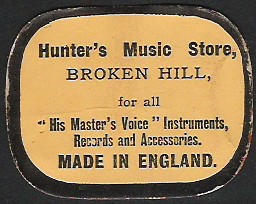 Hunter's Music Store,
BROKEN HILL,
for all
"His Master's Voice" Instruments,
Records and Accessories.
MADE IN ENGLAND.